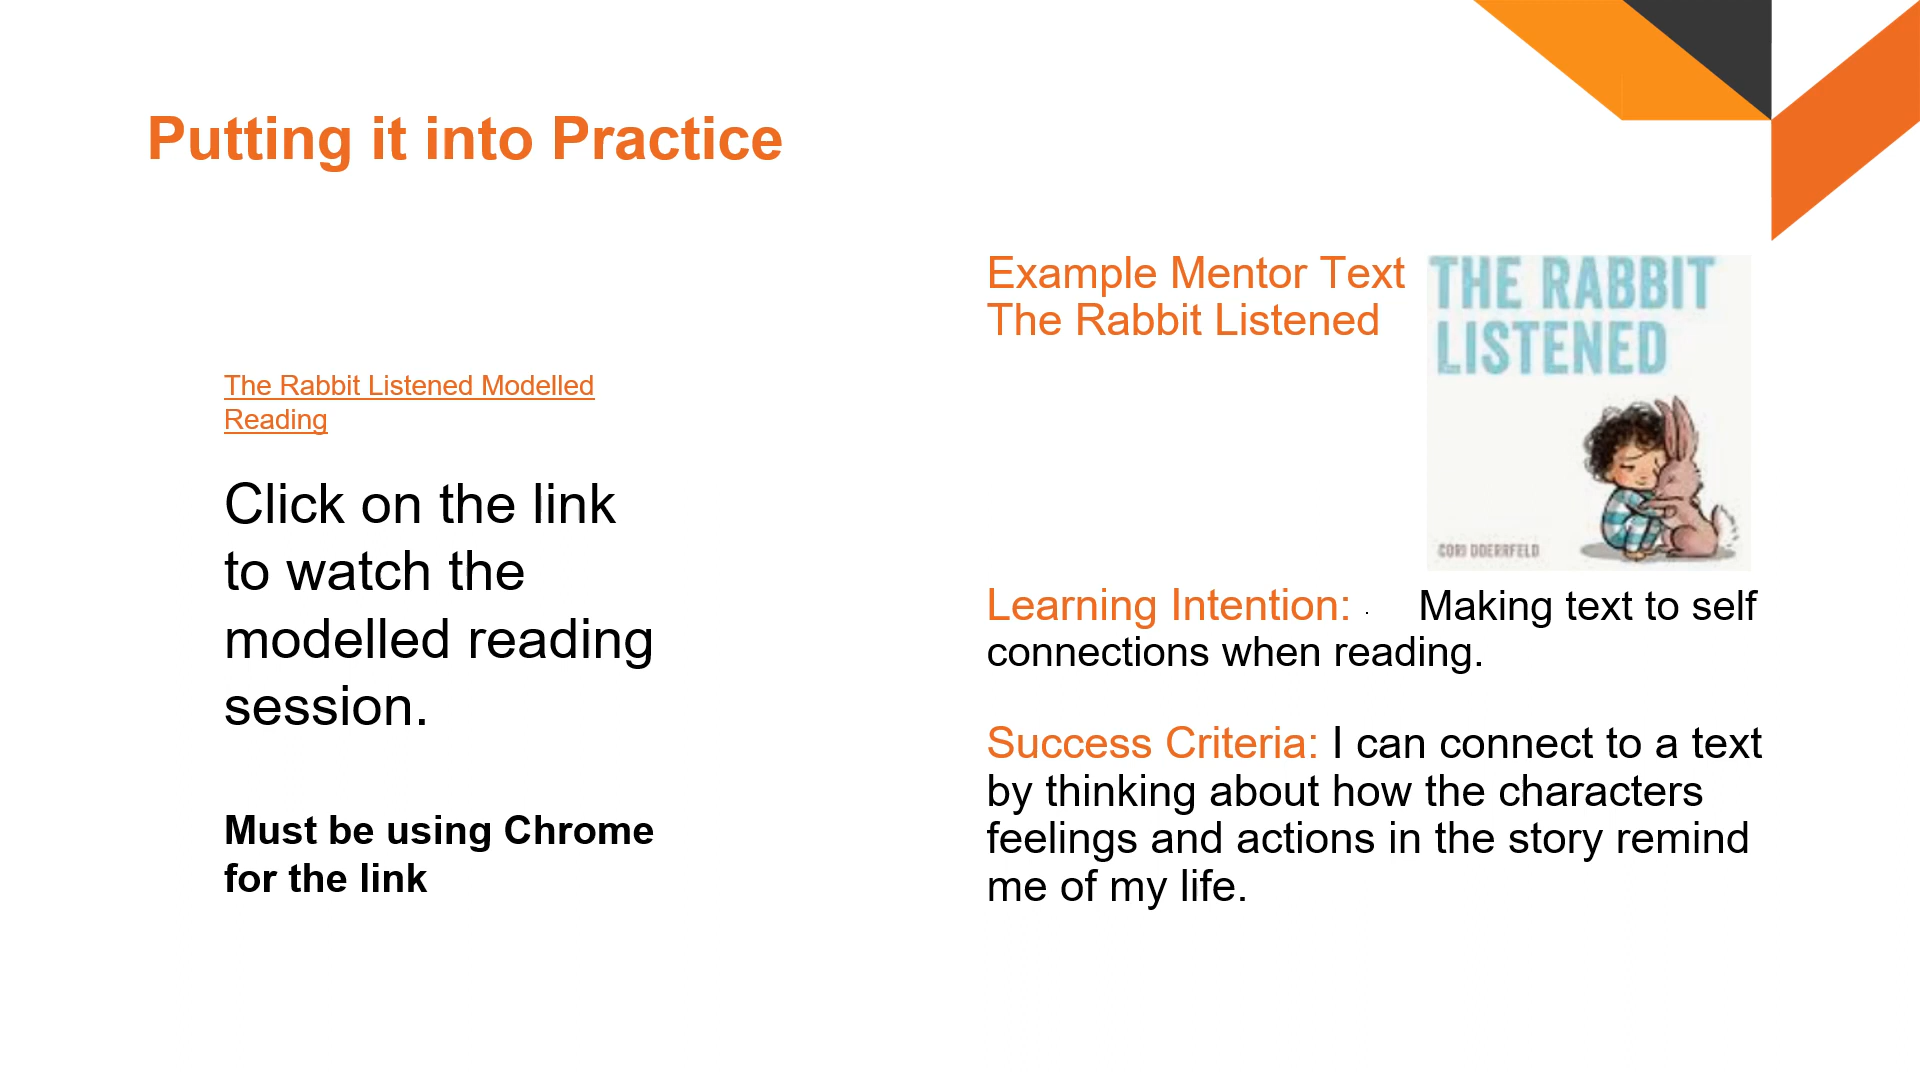 Putting it into Practice
The Rabbit Listened Modelled
Reading
Click on the link
to watch the
modelled reading
session.
Must be using Chrome
for the link
Example Mentor Text
The Rabbit Listened
THE RABBIT
LISTENED
CORI DOERRFELD
Learning Intention: . Making text to self
connections when reading.
Success Criteria: I can connect to a text
by thinking about how the characters
feelings and actions in the story remind
me of my life.